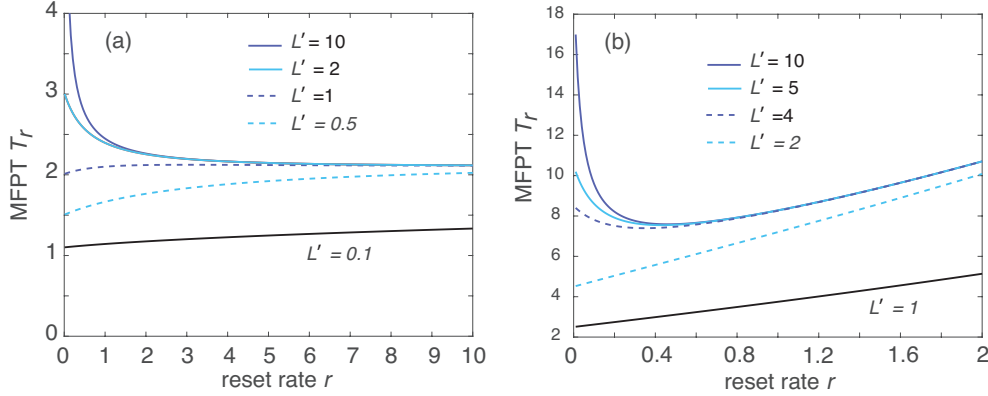 (a)
L′ = 10
L′ = 2
L′ =1
L′ = 0.5
L′ = 0.1
MFPT Tr
4
3
2
1
0
0 1 2 3 4 5 6 7 8 9 10
reset rate r
(b)
L′ = 10
L′ = 5
L′ =4
L′ = 2
L′ = 1
MFPT Tr
18
16
14
12
10
8
6
4
2
0 0.4 0.8 1.2 1.6 2
reset rate r